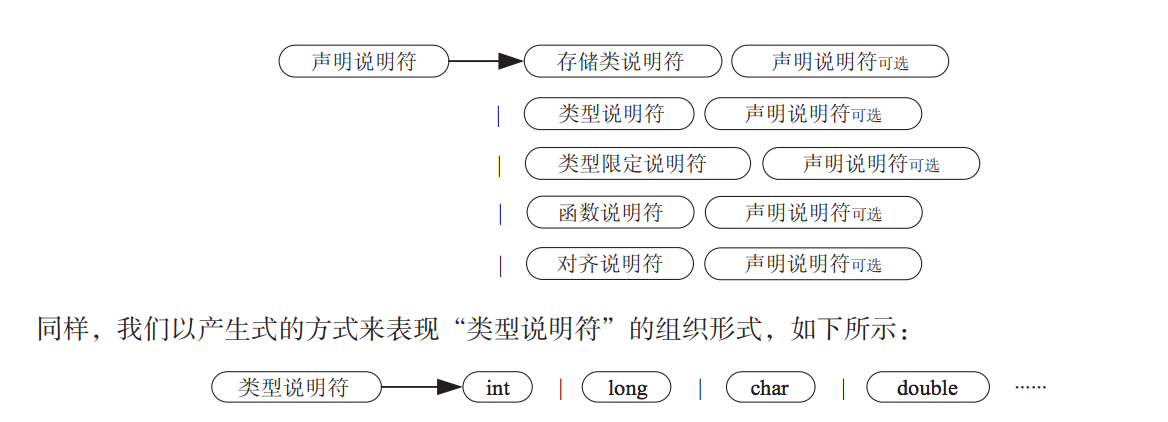 声明说明符 存储类说明符 声明说明符可选
| 类型说明符 声明说明符可选
| 类型限定说明符 声明说明符可选
| 函数说明符 声明说明符可选
| 对齐说明符 声明说明符可选
同样，我们以产生式的方式来表现“类型说明符”的组织形式，如下所示：
类型说明符 int | long | char | double ……